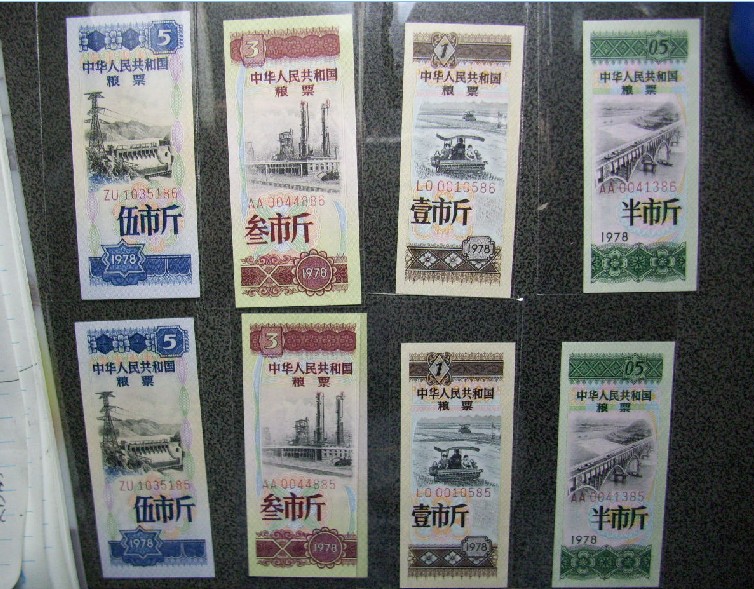 5
中华人民共和国
粮票
ZU 1035186
伍市斤
1978
3
中华人民共和国
粮票
AA 0044886
叁市斤
1978
1
中华人民共和国
粮票
LO 0010586
壹市斤
1978
05
中华人民共和国
粮票
AA 0041386
半市斤
1978
5
中华人民共和国
粮票
ZU 1035185
伍市斤
1978
3
中华人民共和国
粮票
AA 0044885
叁市斤
1978
1
中华人民共和国
粮票
LO 0010585
壹市斤
1978
05
中华人民共和国
粮票
AA 0041385
半市斤
1978